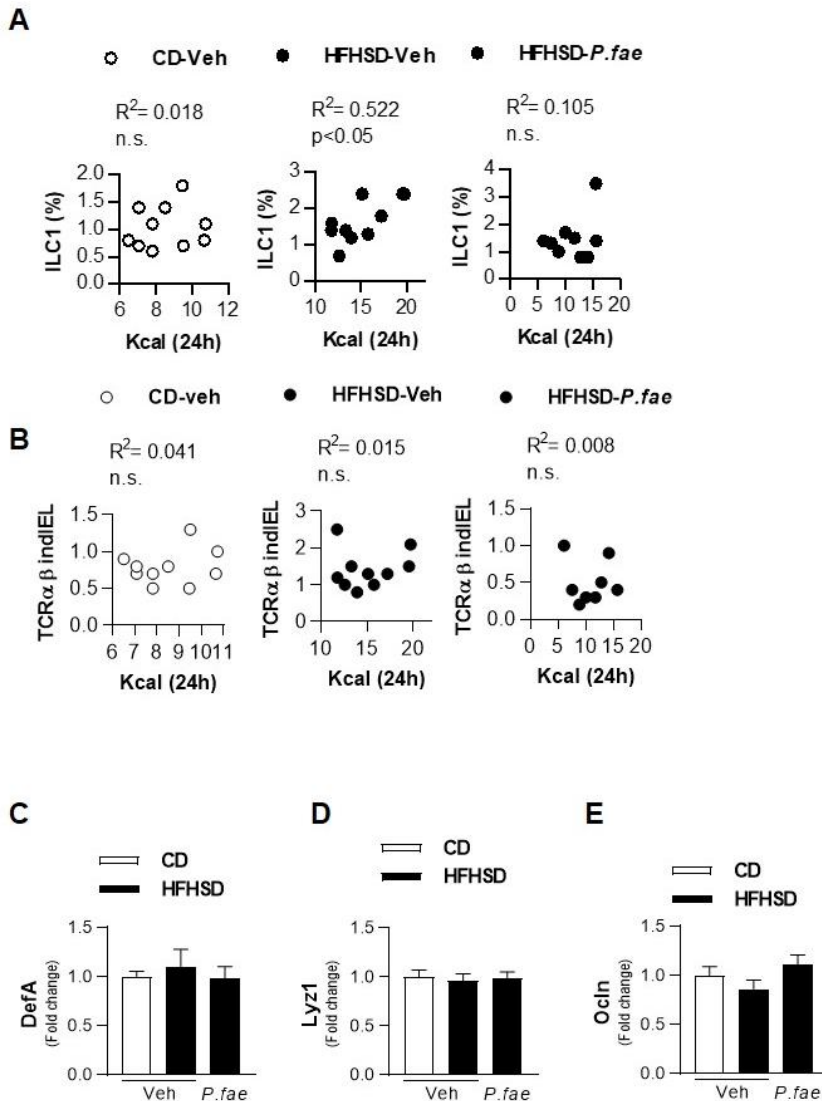 A
CD-Veh
HFHSD-Veh
HFHSD-P.fae
R²= 0.018
n.s.
R²= 0.522
p<0.05
R²= 0.105
n.s.
ILC1 (%)
2.0
1.5
1.0
0.5
0.0
6 8 10 12
Kcal (24h)
ILC1 (%)
3
2
1
0
10 15 20
Kcal (24h)
ILC1 (%)
4
3
2
1
0
0 5 10 15 20
Kcal (24h)
CD-veh
HFHSD-Veh
HFHSD-P.fae
B
R²= 0.041
n.s.
R²= 0.015
n.s.
R²= 0.008
n.s.
TCRα β indIEL
1.5
1.0
0.5
0.0
6 7 8 9 10 11
Kcal (24h)
TCRα β indIEL
3
2
1
0
10 15 20
Kcal (24h)
TCRα β indIEL
1.5
1.0
0.5
0.0
0 5 10 15 20
Kcal (24h)
C
CD
HFHSD
DefA
(Fold change)
1.5
1.0
0.5
0.0
Veh P.fae
D
CD
HFHSD
Lyz1
(Fold change)
1.5
1.0
0.5
0.0
Veh P.fae
E
CD
HFHSD
Ocln
(Fold change)
1.5
1.0
0.5
0.0
Veh P.fae